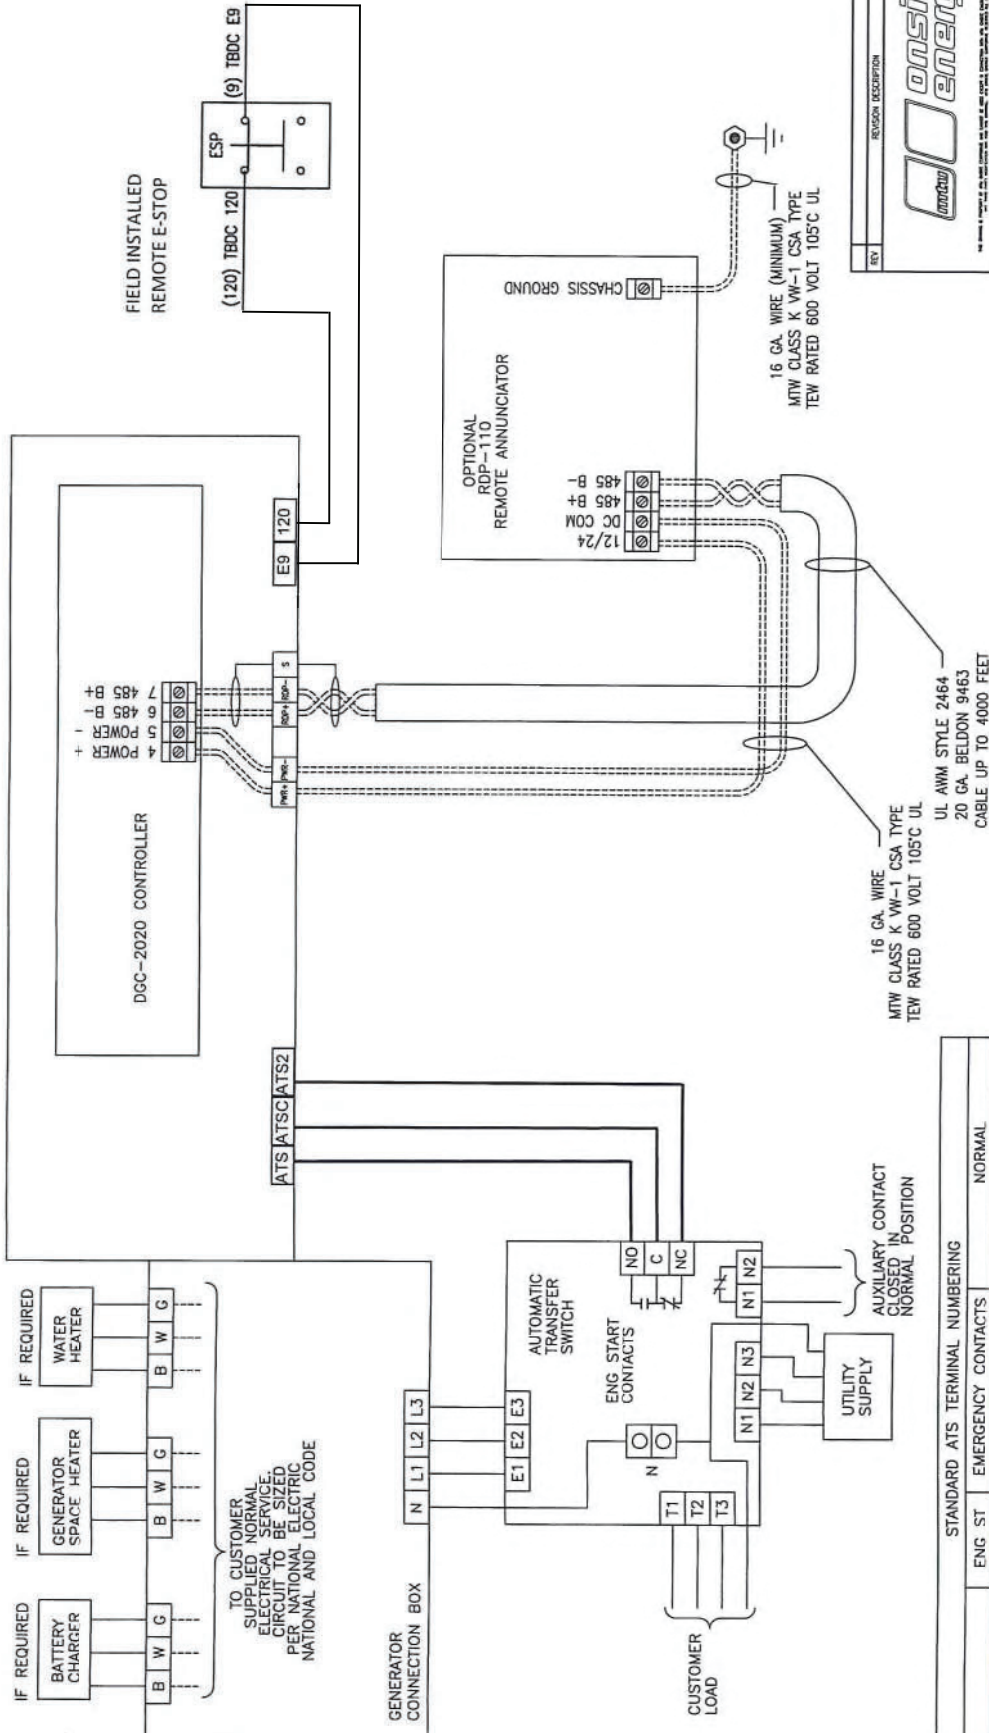 IF REQUIRED
BATTERY
CHARGER
B W G
IF REQUIRED
GENERATOR
SPACE HEATER
B W G
IF REQUIRED
WATER
HEATER
B W G
TO CUSTOMER
SUPPLIED NORMAL
ELECTRICAL SERVICE.
CIRCUIT TO BE SIZED
PER NATIONAL ELECTRIC
NATIONAL AND LOCAL CODE
GENERATOR
CONNECTION BOX
N L1 L2 L3
DGC-2020 CONTROLLER
4 POWER +
5 POWER -
6 485 B-
7 485 B+
ATS ATSC ATS2
PWR+ PWR- RDP+ RDP- S
E9 120
FIELD INSTALLED
REMOTE E-STOP
(120) TBDC 120
ESP
(9) TBDC E9
E1 E2 E3
AUTOMATIC
TRANSFER
SWITCH
ENG START
CONTACTS
NO
C
NC
N
T1
T2
T3
CUSTOMER
LOAD
N1 N2 N3
N1 N2
UTILITY
SUPPLY
AUXILIARY CONTACT
CLOSED IN
NORMAL POSITION
OPTIONAL
RDP-110
REMOTE ANNUNCIATOR
12/24
DC COM
485 B+
485 B-
CHASSIS GROUND
16 GA. WIRE (MINIMUM)
MTW CLASS K VW-1 CSA TYPE
TEW RATED 600 VOLT 105°C UL
16 GA. WIRE
MTW CLASS K VW-1 CSA TYPE
TEW RATED 600 VOLT 105°C UL
UL AWM STYLE 2464
20 GA. BELDON 9463
CABLE UP TO 4000 FEET
STANDARD ATS TERMINAL NUMBERING
ENG ST EMERGENCY CONTACTS NORMAL
REV REVISION DESCRIPTION
mtu onsi
energ